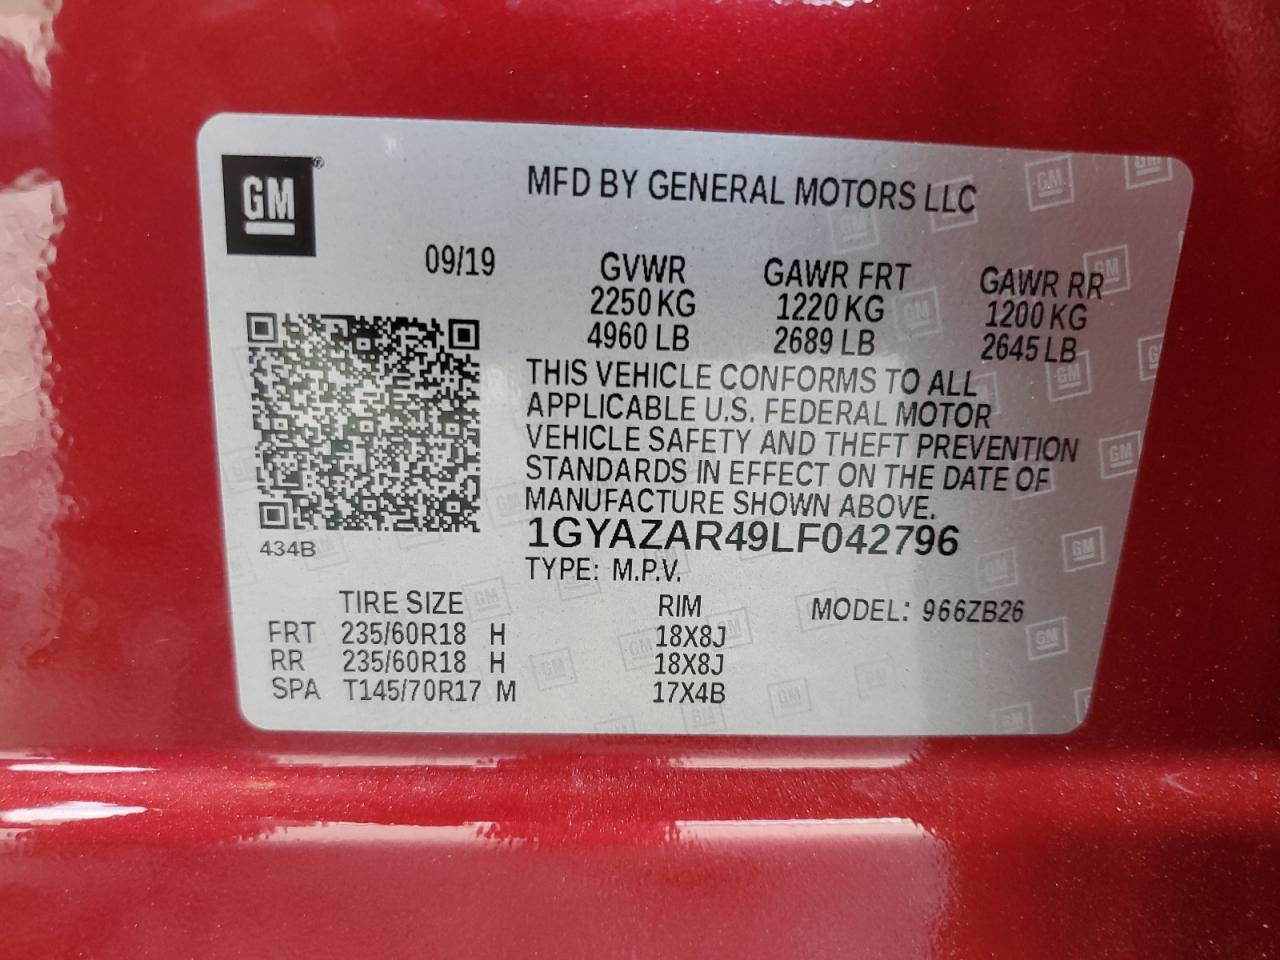 GM
MFD BY GENERAL MOTORS LLC
09/19
GVWR GAWR FRT GAWR RR
2250 KG 1220 KG 1200 KG
4960 LB 2689 LB 2645 LB
THIS VEHICLE CONFORMS TO ALL
APPLICABLE U.S. FEDERAL MOTOR
VEHICLE SAFETY AND THEFT PREVENTION
STANDARDS IN EFFECT ON THE DATE OF
MANUFACTURE SHOWN ABOVE.
1GYAZAR49LF042796
434B
TYPE: M.P.V.
TIRE SIZE RIM MODEL: 966ZB26
FRT 235/60R18 H 18X8J
RR 235/60R18 H 18X8J
SPA T145/70R17 M 17X4B